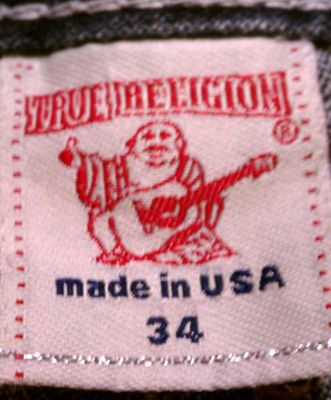 TRUE RELIGION
®
made in USA
34